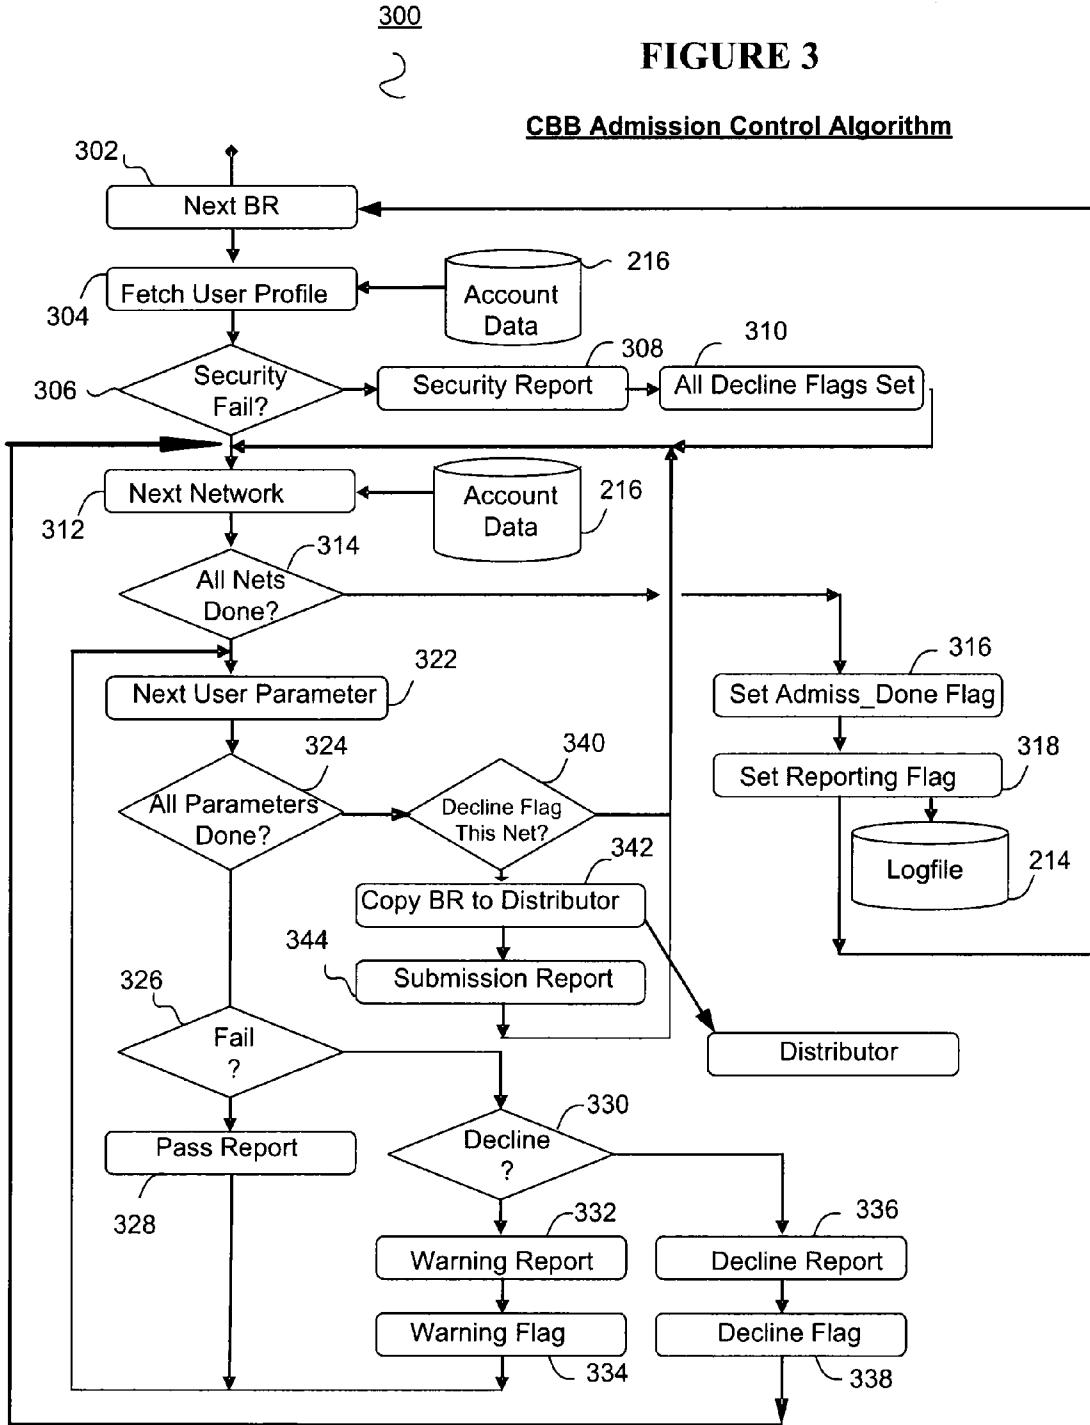 300
FIGURE 3
CBB Admission Control Algorithm
302
Next BR
304
Fetch User Profile
216
Account
Data
306
Security
Fail?
308
Security Report
310
All Decline Flags Set
312
Next Network
Account
Data
216
314
All Nets
Done?
322
Next User Parameter
316
Set Admiss_Done Flag
324
All Parameters
Done?
340
Decline Flag
This Net?
318
Set Reporting Flag
Logfile
214
342
Copy BR to Distributor
344
Submission Report
326
Fail
?
Distributor
330
Decline
?
Pass Report
328
332
Warning Report
336
Decline Report
Warning Flag
334
Decline Flag
338